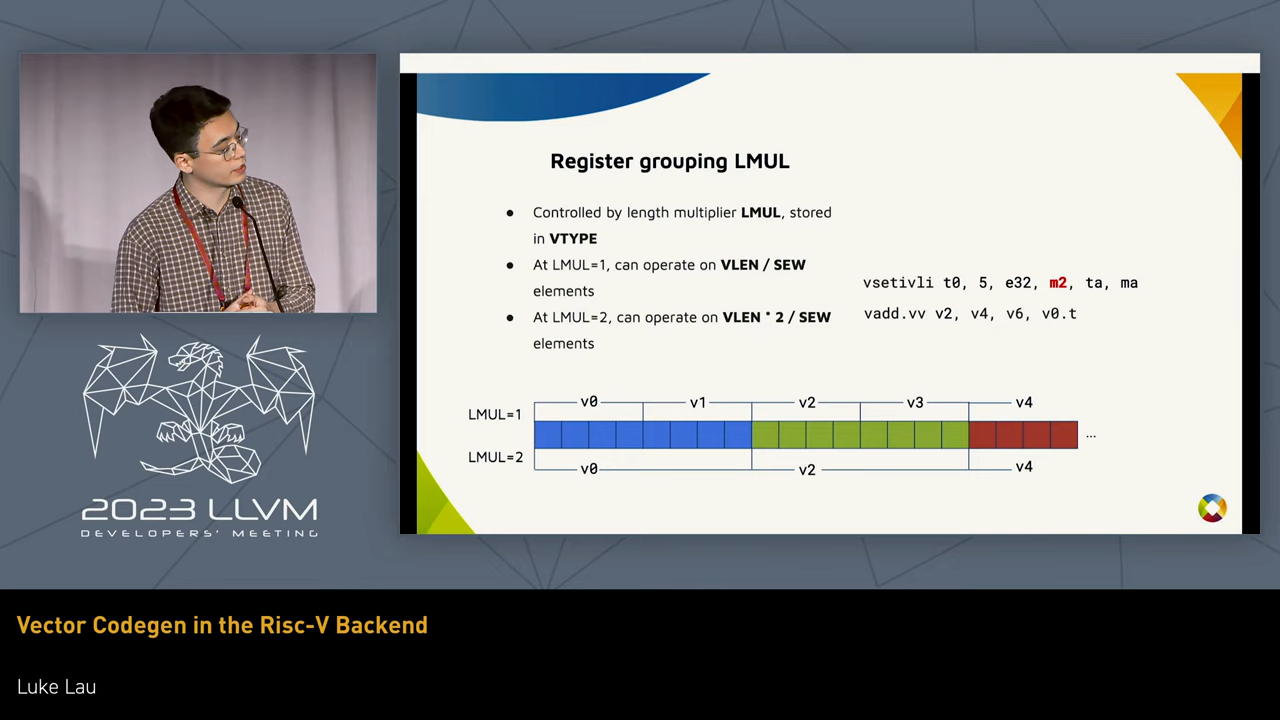 Register grouping LMUL
● Controlled by length multiplier LMUL, stored
in VTYPE
● At LMUL=1, can operate on VLEN / SEW
elements
● At LMUL=2, can operate on VLEN * 2 / SEW
elements
vsetivli t0, 5, e32, m2, ta, ma
vadd.vv v2, v4, v6, v0.t
v0 v1 v2 v3 v4
LMUL=1
...
LMUL=2
v0 v2 v4
2023 LLVM
DEVELOPERS' MEETING
Vector Codegen in the Risc-V Backend
Luke Lau